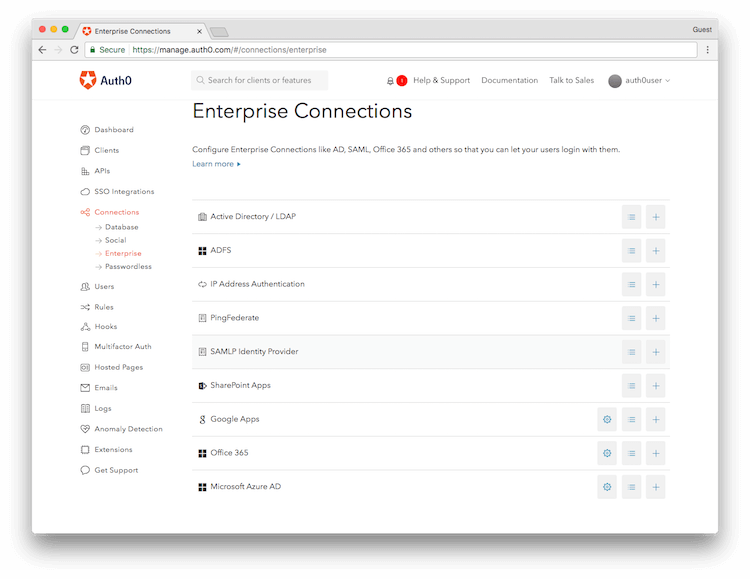 Enterprise Connections
Guest
Secure
https://manage.auth0.com/#/connections/enterprise
Auth0
Search for clients or features
1
Help & Support
Documentation
Talk to Sales
auth0user
Enterprise Connections
Configure Enterprise Connections like AD, SAML, Office 365 and others so that you can let your users login with them.
Learn more
Dashboard
Clients
APIs
SSO Integrations
Connections
Database
Social
Enterprise
Passwordless
Users
Rules
Hooks
Multifactor Auth
Hosted Pages
Emails
Logs
Anomaly Detection
Extensions
Get Support
Active Directory / LDAP
ADFS
IP Address Authentication
PingFederate
SAMLP Identity Provider
SharePoint Apps
Google Apps
Office 365
Microsoft Azure AD